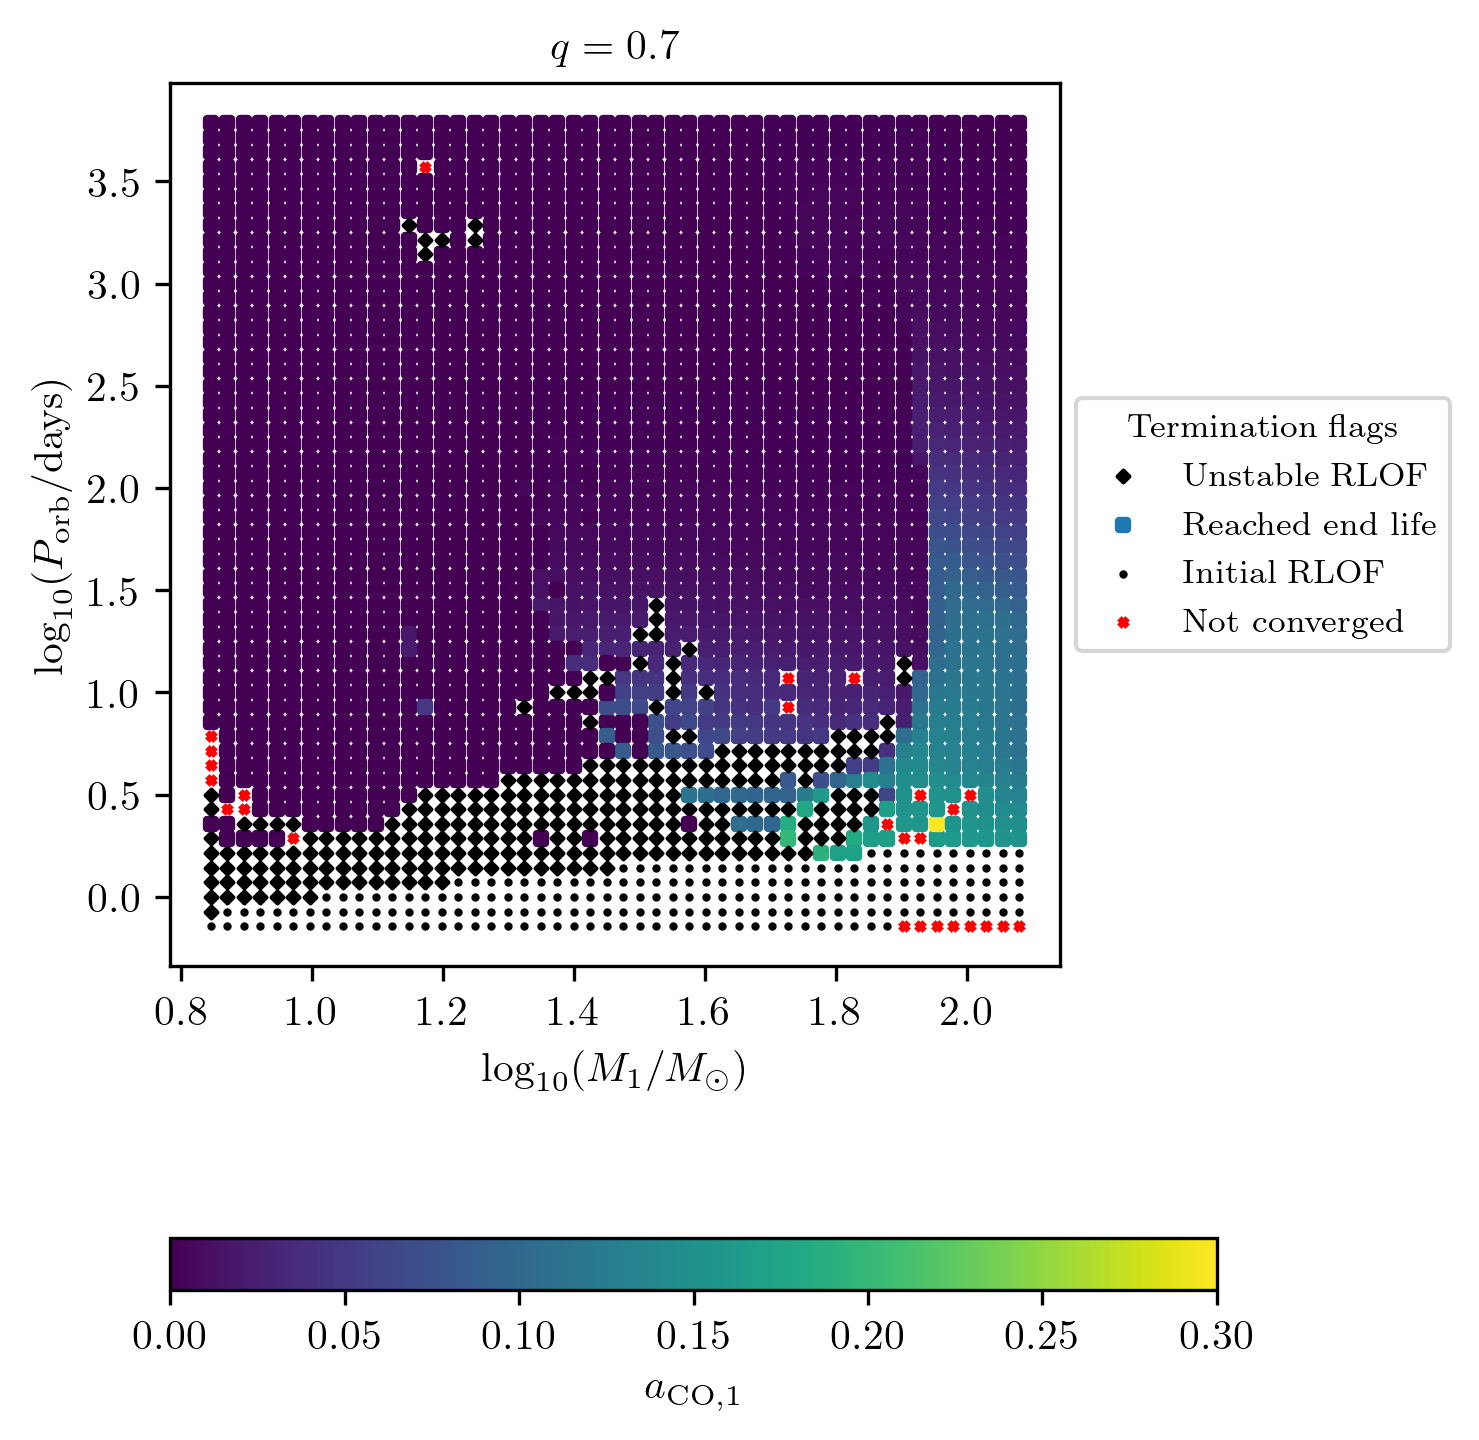 q = 0.7
3.5
3.0
2.5
2.0
1.5
1.0
0.5
0.0
log10(Porb/days)
0.8 1.0 1.2 1.4 1.6 1.8 2.0
log10(M1/M⊙)
Termination flags
Unstable RLOF
Reached end life
Initial RLOF
Not converged
0.00 0.05 0.10 0.15 0.20 0.25 0.30
aCO,1